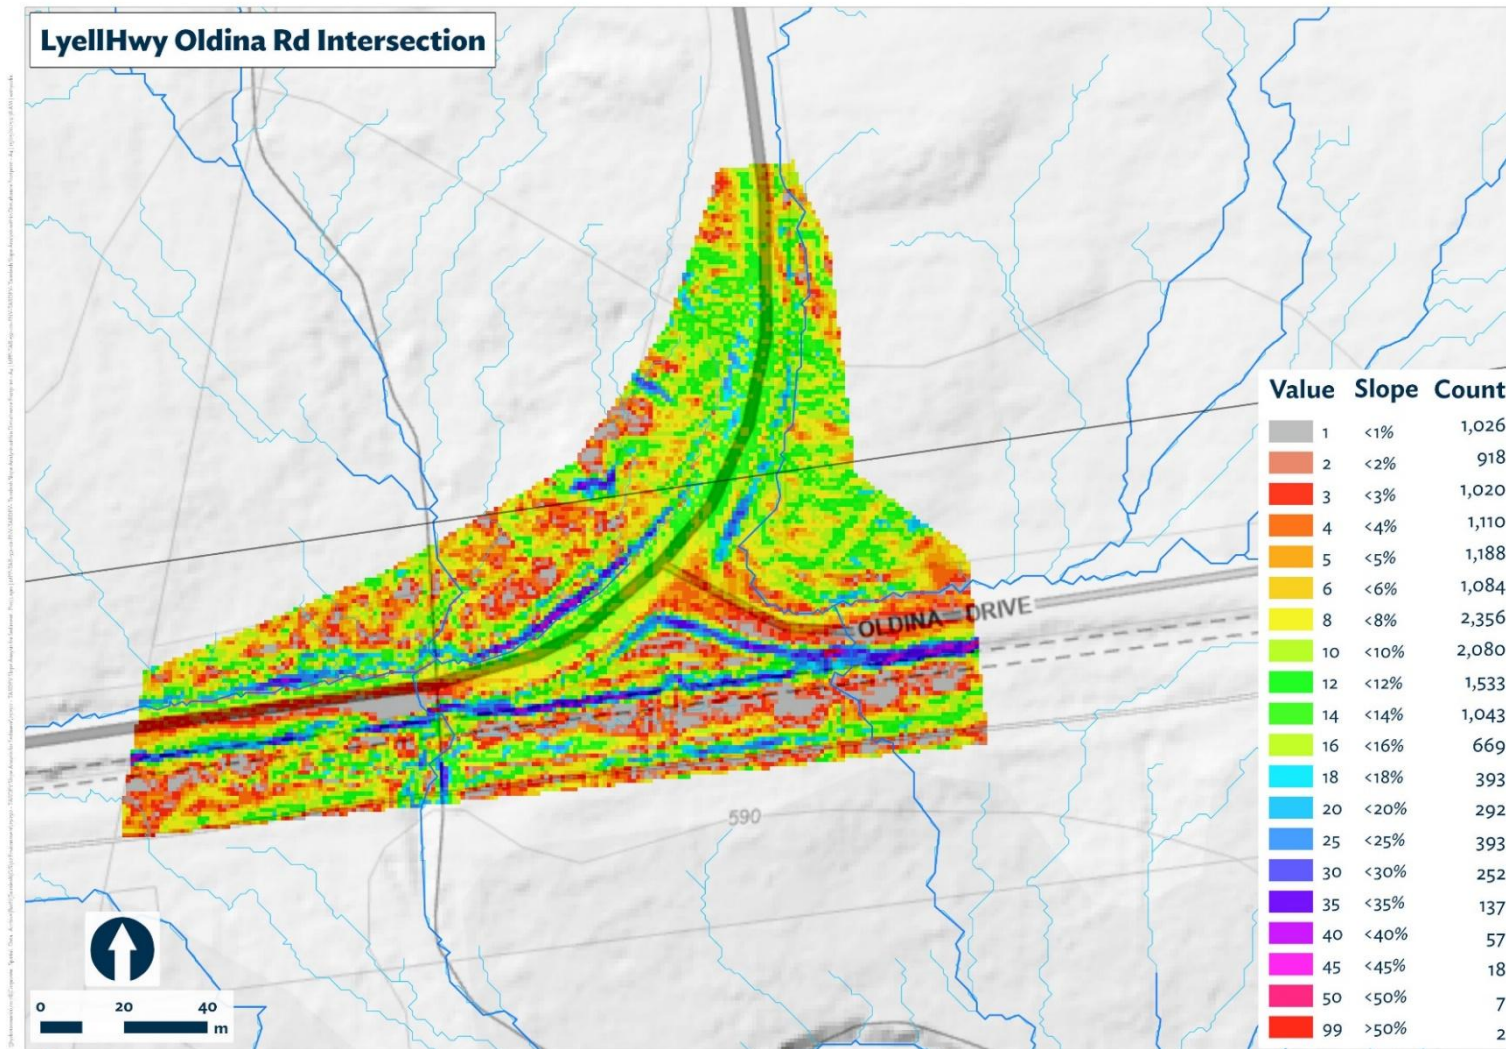 LyellHwy Oldina Rd Intersection
OLDINA DRIVE
590
Value Slope Count
1 <1% 1,026
2 <2% 918
3 <3% 1,020
4 <4% 1,110
5 <5% 1,188
6 <6% 1,084
8 <8% 2,356
10 <10% 2,080
12 <12% 1,533
14 <14% 1,043
16 <16% 669
18 <18% 393
20 <20% 292
25 <25% 393
30 <30% 252
35 <35% 137
40 <40% 57
45 <45% 18
50 <50% 7
99 >50% 2
0 20 40
m